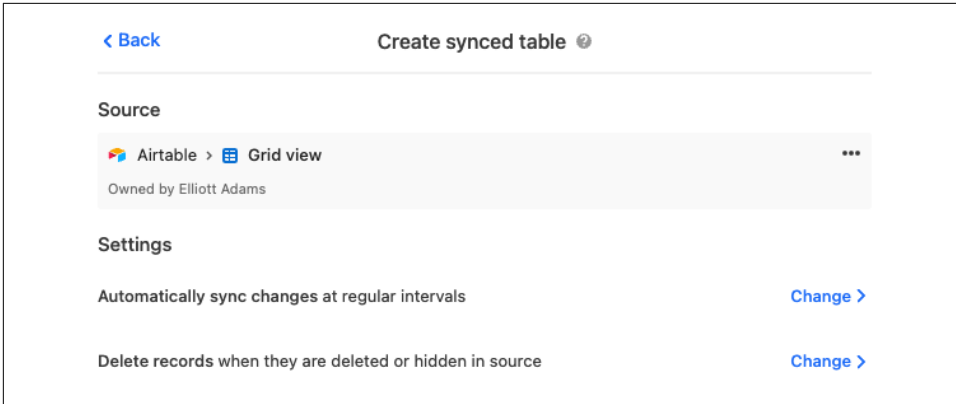 Back
Create synced table
Source
Airtable > Grid view
Owned by Elliott Adams
Settings
Automatically sync changes at regular intervals
Change
Delete records when they are deleted or hidden in source
Change